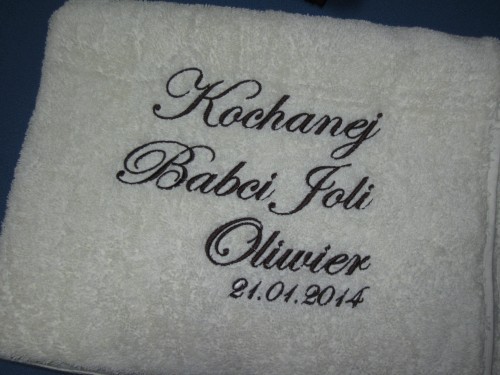 Kochanej
Babci Joli
Oliwier
21.01.2014